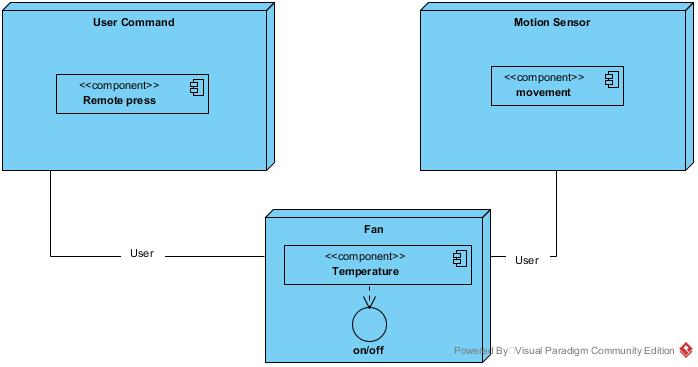 User Command
<<component>>
Remote press
Motion Sensor
<<component>>
movement
User
User
Fan
<<component>>
Temperature
on/off
Powered By Visual Paradigm Community Edition